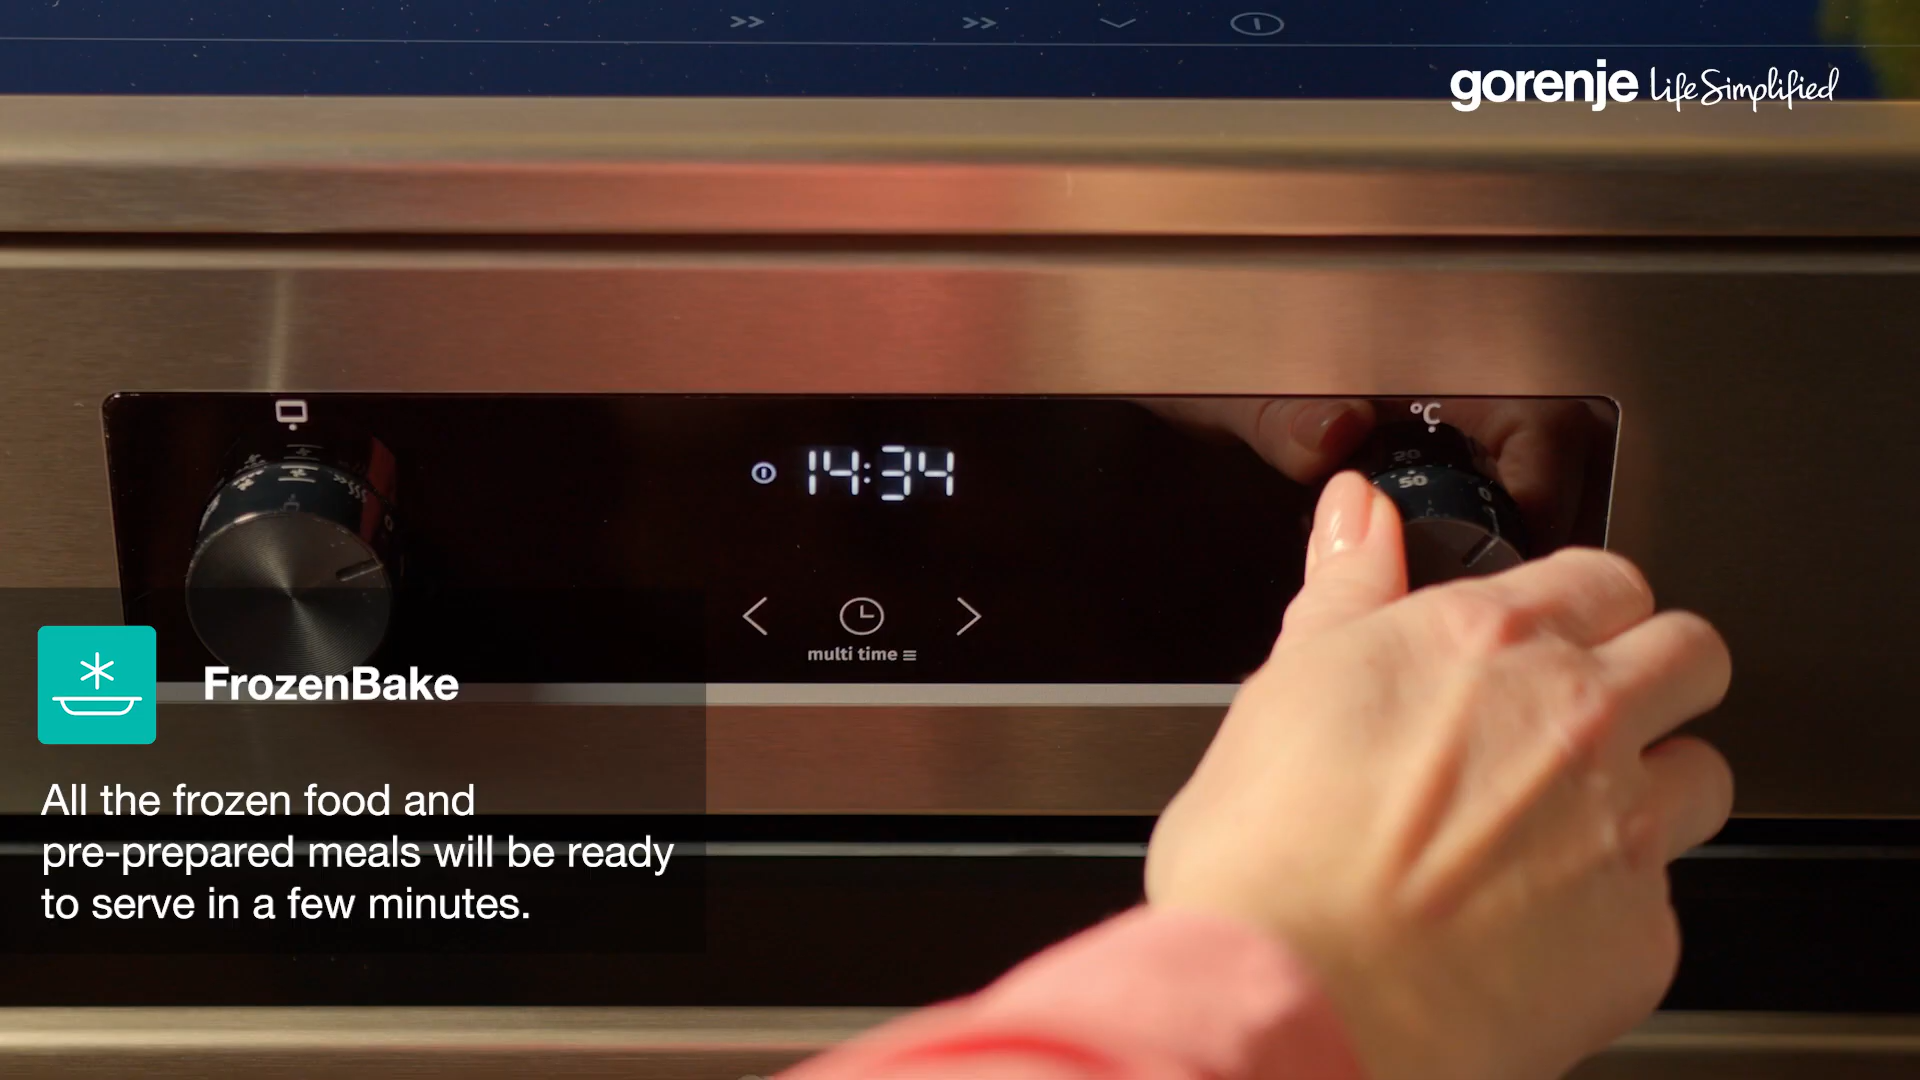 gorenje Life Simplified
°C
14:34
20
50
multi time
FrozenBake
All the frozen food and
pre-prepared meals will be ready
to serve in a few minutes.